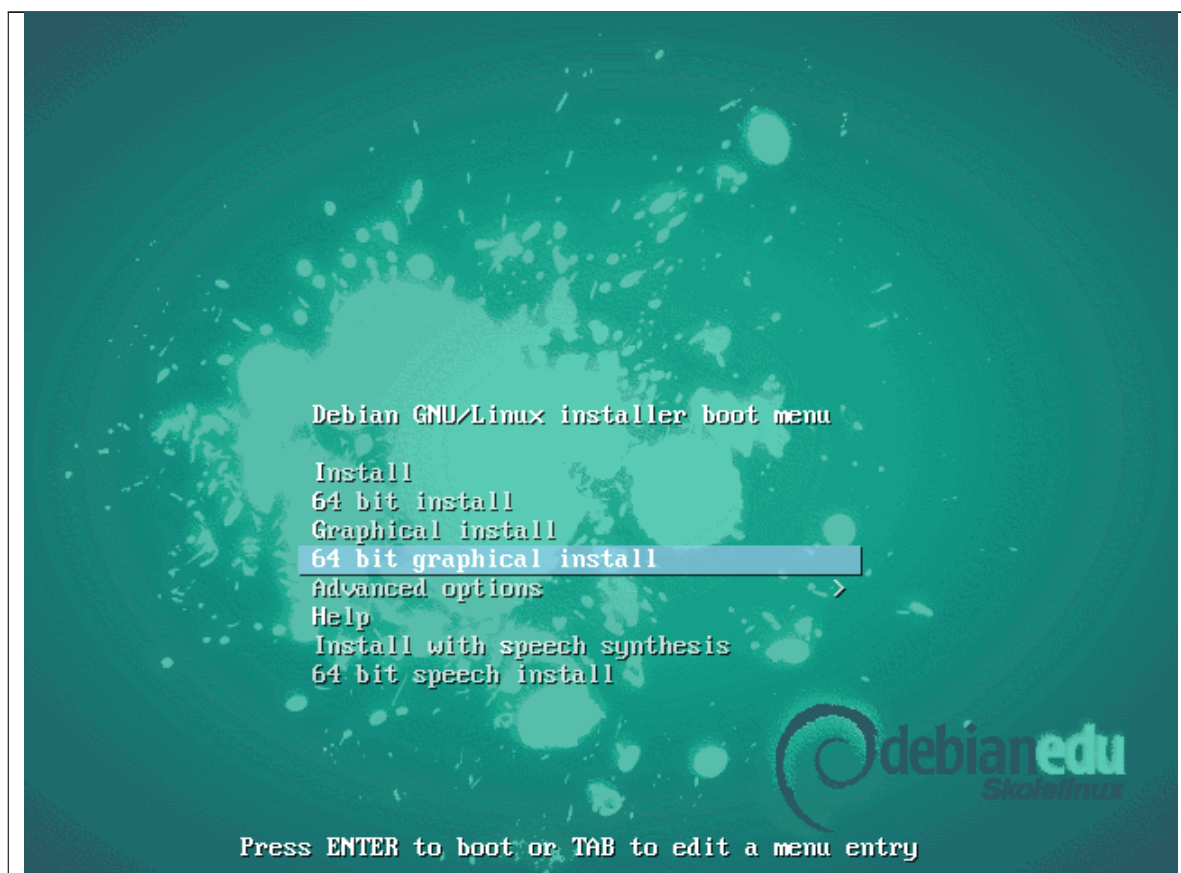 Debian GNU/Linux installer boot menu
Install
64 bit install
Graphical install
64 bit graphical install
Advanced options >
Help
Install with speech synthesis
64 bit speech install
debianedu
Skolelinux
Press ENTER to boot or TAB to edit a menu entry